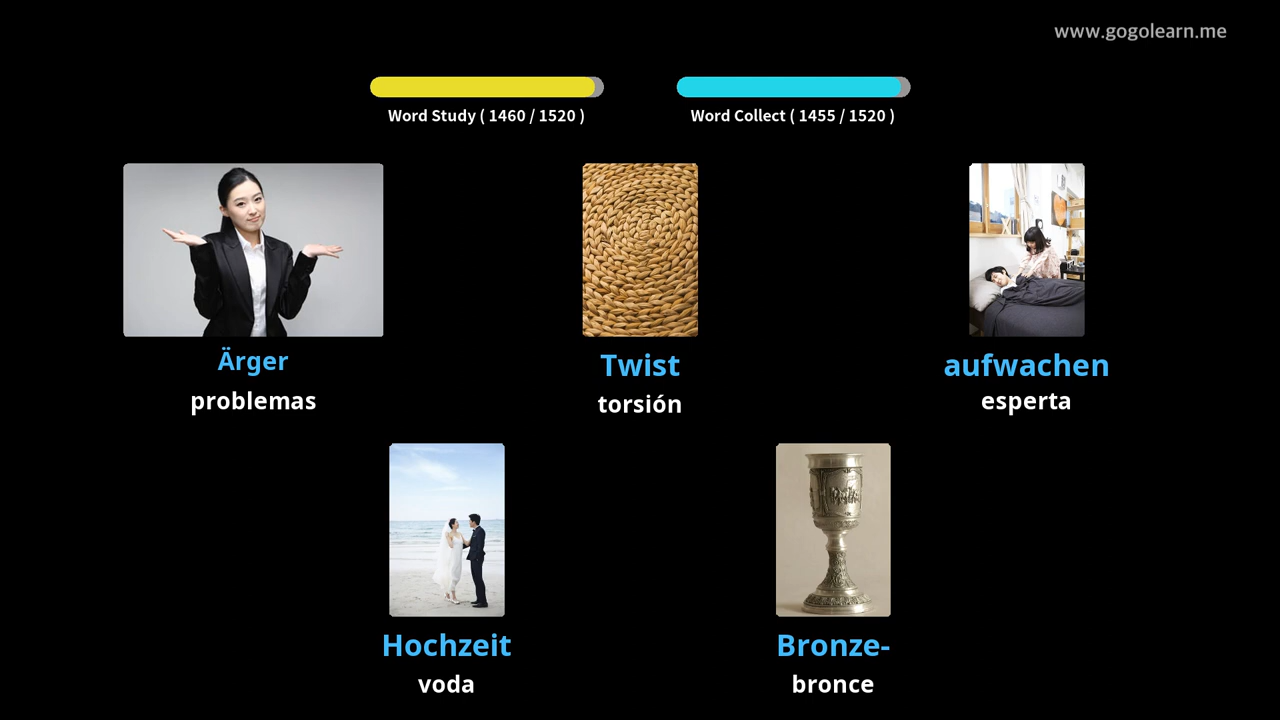 www.gogolearn.me
Word Study ( 1460 / 1520 )
Word Collect ( 1455 / 1520 )
Ärger
problemas
Twist
torsión
aufwachen
esperta
Hochzeit
voda
Bronze-
bronce